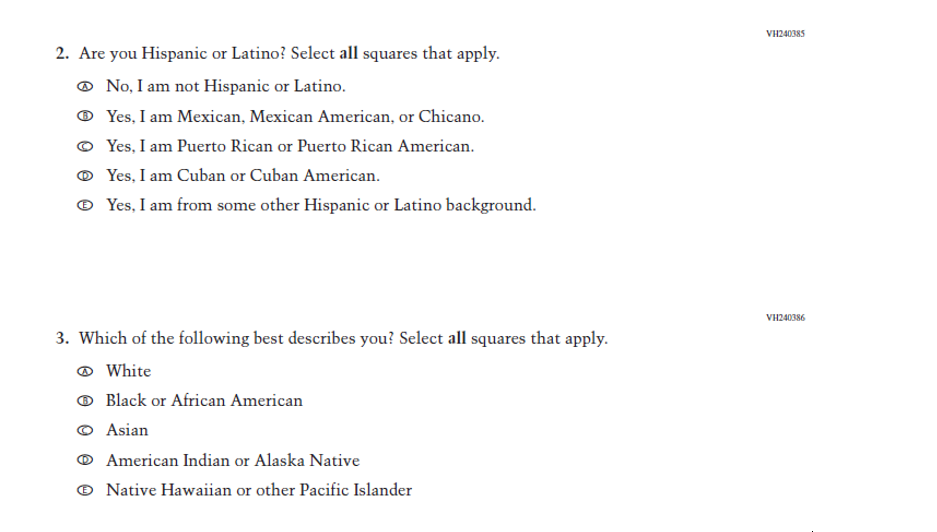 VH240385
2. Are you Hispanic or Latino? Select all squares that apply.
A No, I am not Hispanic or Latino.
B Yes, I am Mexican, Mexican American, or Chicano.
C Yes, I am Puerto Rican or Puerto Rican American.
D Yes, I am Cuban or Cuban American.
E Yes, I am from some other Hispanic or Latino background.
VH240386
3. Which of the following best describes you? Select all squares that apply.
A White
B Black or African American
C Asian
D American Indian or Alaska Native
E Native Hawaiian or other Pacific Islander